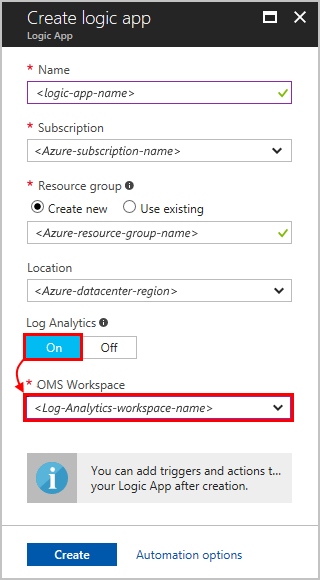 Create logic app
Logic App
* Name
<logic-app-name>
* Subscription
<Azure-subscription-name>
* Resource group
Create new Use existing
<Azure-resource-group-name>
Location
<Azure-datacenter-region>
Log Analytics
On Off
* OMS Workspace
<Log-Analytics-workspace-name>
You can add triggers and actions t...
your Logic App after creation.
Create Automation options